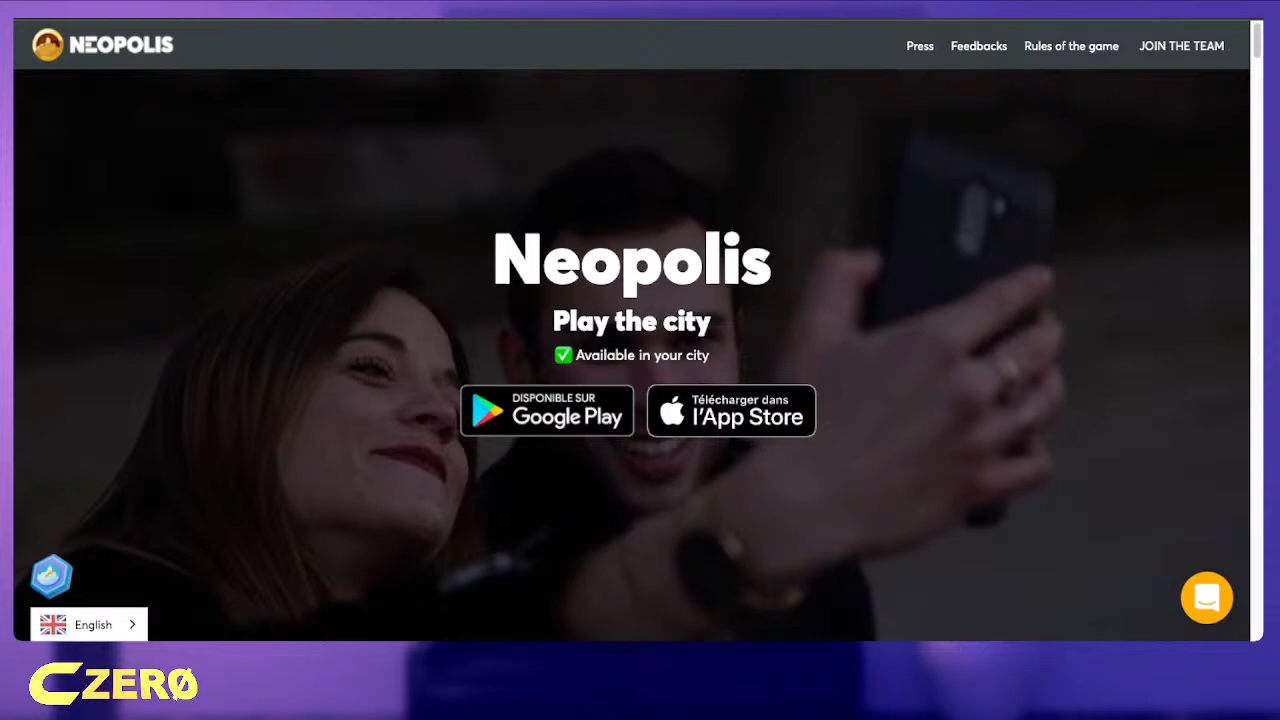 NEOPOLIS
Press
Feedbacks
Rules of the game
JOIN THE TEAM
Neopolis
Play the city
✅ Available in your city
DISPONIBLE SUR
Google Play
Télécharger dans
l'App Store
English
CZERØ